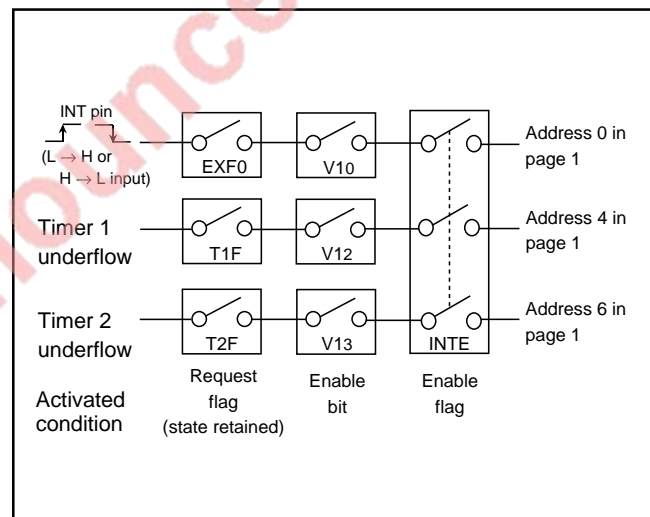 INT pin
(L → H or
H → L input)
EXF0
V10
Address 0 in
page 1
Timer 1
underflow
T1F
V12
Address 4 in
page 1
Timer 2
underflow
T2F
V13
INTE
Address 6 in
page 1
Activated
condition
Request
flag
(state retained)
Enable
bit
Enable
flag